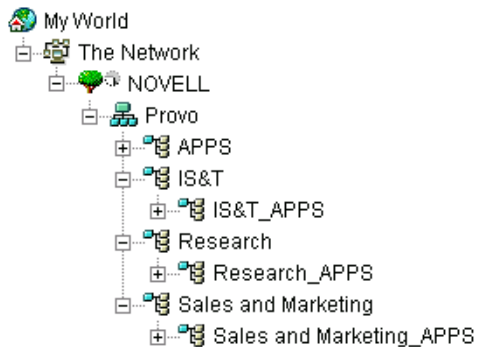 My World
The Network
NOVELL
Provo
APPS
IS&T
IS&T_APPS
Research
Research_APPS
Sales and Marketing
Sales and Marketing_APPS